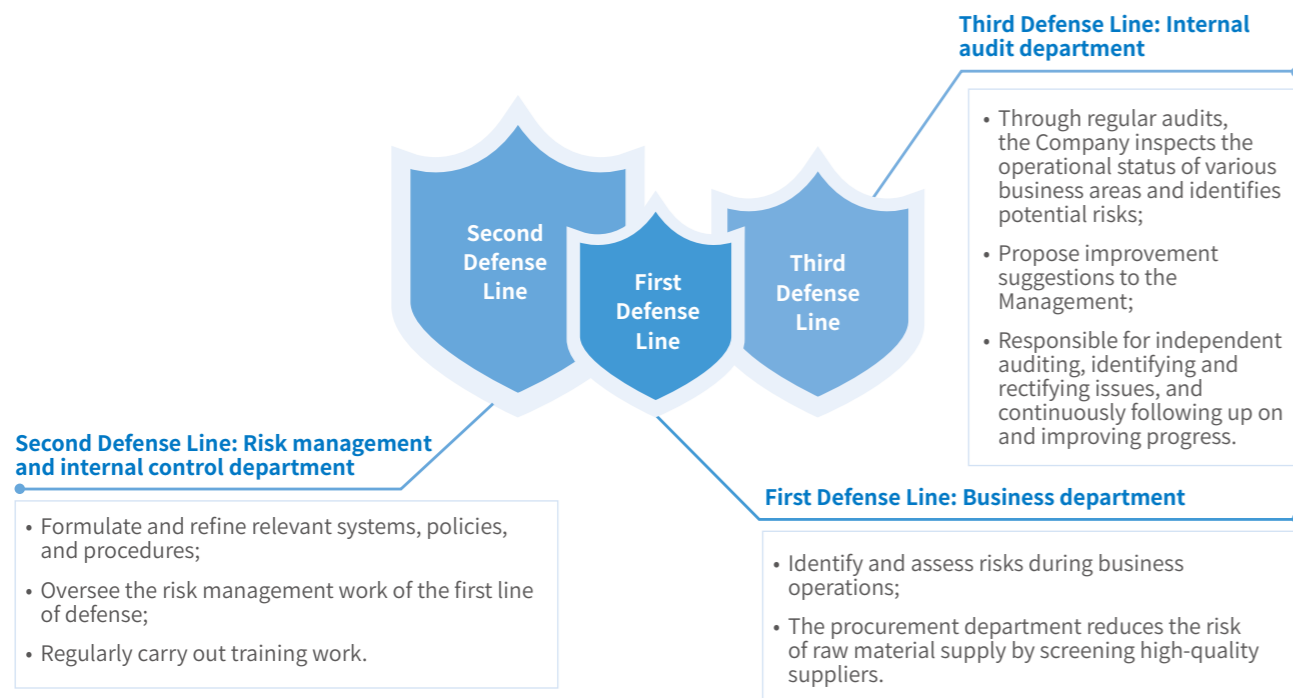 Third Defense Line: Internal
audit department
• Through regular audits,
the Company inspects the
operational status of various
business areas and identifies
potential risks;
• Propose improvement
suggestions to the
Management;
• Responsible for independent
auditing, identifying and
rectifying issues, and
continuously following up on
and improving progress.
Second
Defense
Line
First
Defense
Line
Third
Defense
Line
Second Defense Line: Risk management
and internal control department
• Formulate and refine relevant systems, policies,
and procedures;
• Oversee the risk management work of the first line
of defense;
• Regularly carry out training work.
First Defense Line: Business department
• Identify and assess risks during business
operations;
• The procurement department reduces the risk
of raw material supply by screening high-quality
suppliers.